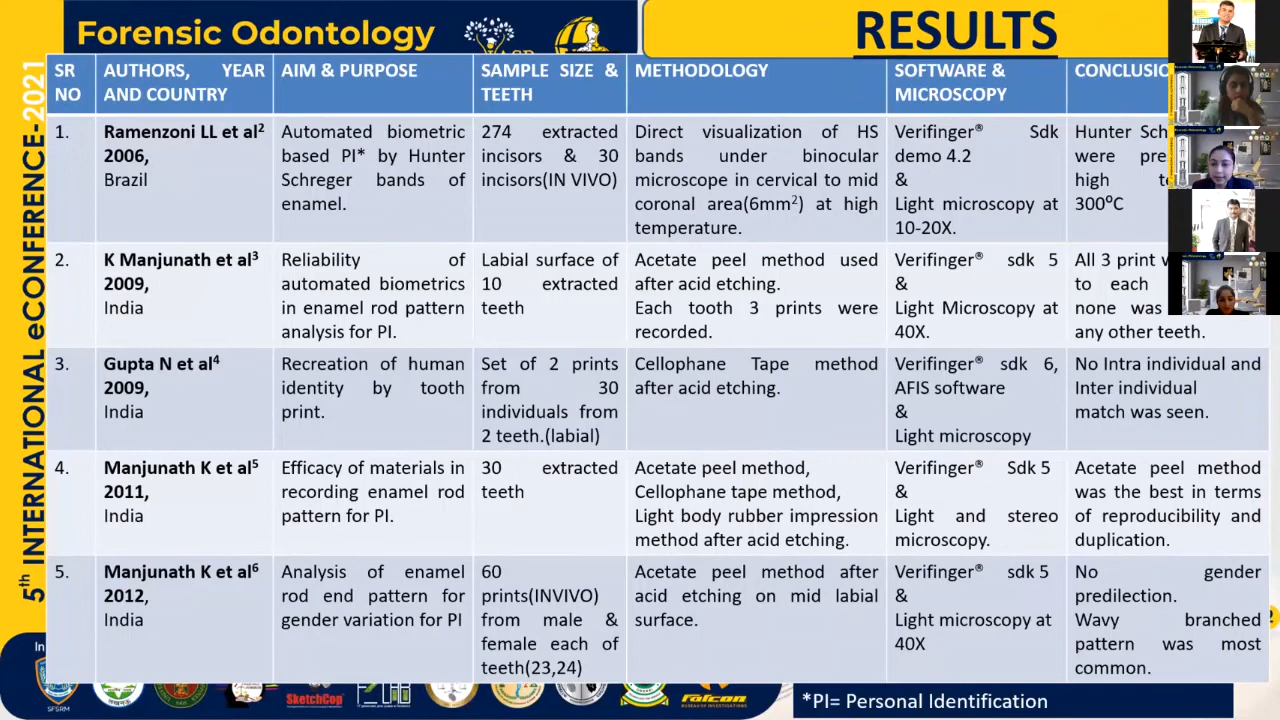 Forensic Odontology
RESULTS
5th INTERNATIONAL eCONFERENCE-2021
SR NO
AUTHORS, YEAR AND COUNTRY
AIM & PURPOSE
SAMPLE SIZE & TEETH
METHODOLOGY
SOFTWARE & MICROSCOPY
1.
Ramenzoni LL et al2
2006,
Brazil
Automated biometric
based PI* by Hunter
Schreger bands of
enamel.
274 extracted
incisors & 30
incisors(IN VIVO)
Direct visualization of HS
bands under binocular
microscope in cervical to mid
coronal area(6mm2) at high
temperature.
Verifinger® Sdk
demo 4.2
&
Light microscopy at
10-20X.
Hunter
were
high
300⁰C
2.
K Manjunath et al3
2009,
India
Reliability of
automated biometrics
in enamel rod pattern
analysis for PI.
Labial surface of
10 extracted
teeth
Acetate peel method used
after acid etching.
Each tooth 3 prints were
recorded.
Verifinger® sdk 5
&
Light Microscopy at
40X.
All 3 print
to each
none was
any other teeth.
3.
Gupta N et al4
2009,
India
Recreation of human
identity by tooth
print.
Set of 2 prints
from 30
individuals from
2 teeth.(labial)
Cellophane Tape method
after acid etching.
Verifinger® sdk 6,
AFIS software
&
Light microscopy
No Intra individual and
Inter individual
match was seen.
4.
Manjunath K et al5
2011,
India
Efficacy of materials in
recording enamel rod
pattern for PI.
30 extracted
teeth
Acetate peel method,
Cellophane tape method,
Light body rubber impression
method after acid etching.
Verifinger® Sdk 5
&
Light and stereo
microscopy.
Acetate peel method
was the best in terms
of reproducibility and
duplication.
5.
Manjunath K et al6
2012,
India
Analysis of enamel
rod end pattern for
gender variation for PI
60
prints(INVIVO)
from male &
female each of
teeth(23,24)
Acetate peel method after
acid etching on mid labial
surface.
Verifinger® sdk 5
&
Light microscopy at
40X
No gender
predilection.
Wavy branched
pattern was most
common.
SFGRM
SketchCop
Falcon
*PI= Personal Identification